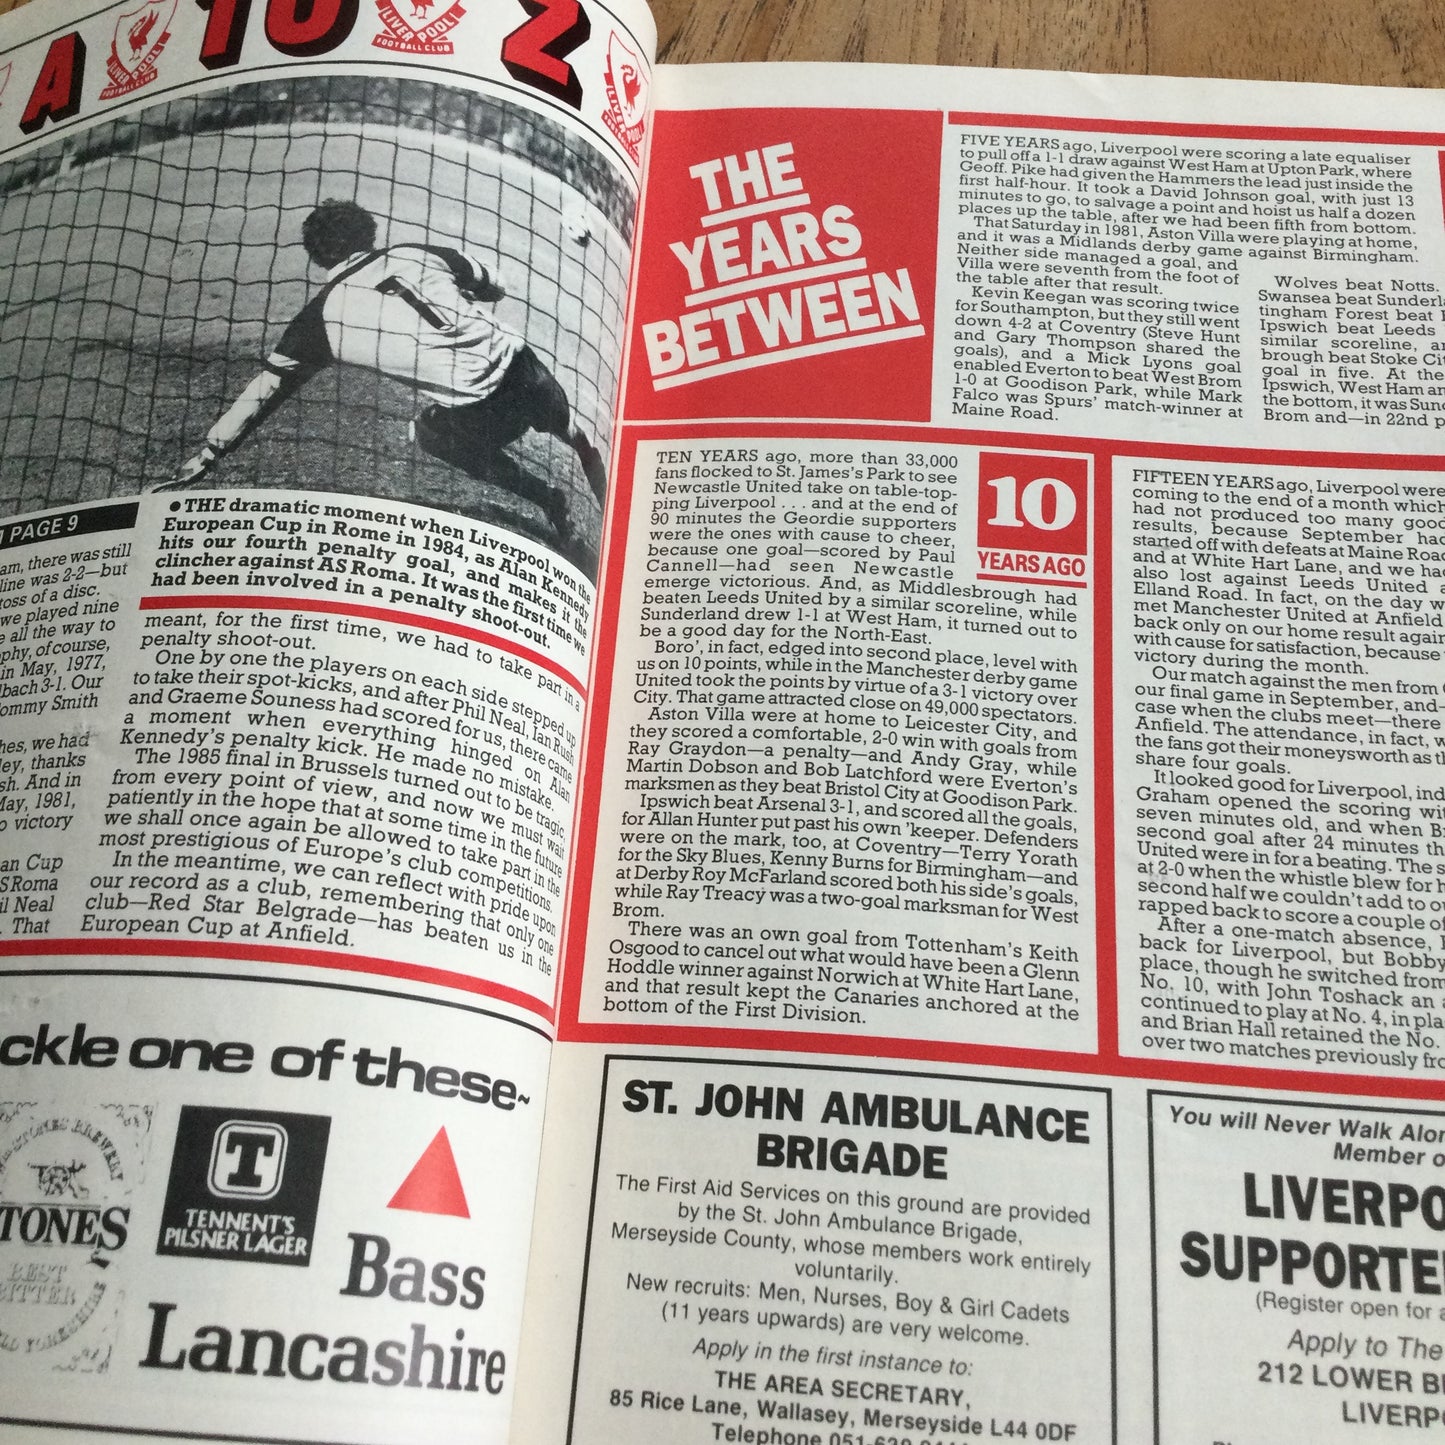 A TO Z
LIVERPOOL
FOOTBALL CLUB
LIVERPOOL
FOOTBALL CLUB
LIVERPOOL
PAGE 9
am, there was still
line was 2-2—but
toss of a disc.
we played nine
all the way to
phy, of course,
in May, 1977,
lbach 3-1. Our
ommy Smith
hes, we had
ley, thanks
sh. And in
May, 1981,
victory
an Cup
S Roma
il Neal
That
●THE dramatic moment when Liverpool won the
European Cup in Rome in 1984, as Alan Kennedy
hits our fourth penalty goal, and makes it the
clincher against AS Roma. It was the first time we
had been involved in a penalty shoot-out.
meant, for the first time, we had to take part in a
penalty shoot-out.
One by one the players on each side stepped up
to take their spot-kicks, and after Phil Neal, Ian Rush
and Graeme Souness had scored for us, there came
a moment when everything hinged on Alan
Kennedy's penalty kick. He made no mistake.
The 1985 final in Brussels turned out to be tragic,
from every point of view, and now we must wait
patiently in the hope that at some time in the future
we shall once again be allowed to take part in the
most prestigious of Europe's club competitions.
In the meantime, we can reflect with pride upon
our record as a club, remembering that only one
club—Red Star Belgrade—has beaten us in the
European Cup at Anfield.
ckle one of these~
STONES BREWERY
TONES
BEST
BITTER
T
TENNENT'S
PILSNER LAGER
Bass
Lancashire
THE
YEARS
BETWEEN
FIVE YEARS ago, Liverpool were scoring a late equaliser
to pull off a 1-1 draw against West Ham at Upton Park, where
Geoff. Pike had given the Hammers the lead just inside the
first half-hour. It took a David Johnson goal, with just 13
minutes to go, to salvage a point and hoist us half a dozen
places up the table, after we had been fifth from bottom.
That Saturday in 1981, Aston Villa were playing at home,
and it was a Midlands derby game against Birmingham.
Neither side managed a goal, and
Villa were seventh from the foot of
the table after that result.
Kevin Keegan was scoring twice
for Southampton, but they still went
down 4-2 at Coventry (Steve Hunt
and Gary Thompson shared the
goals), and a Mick Lyons goal
enabled Everton to beat West Brom
1-0 at Goodison Park, while Mark
Falco was Spurs' match-winner at
Maine Road.
Wolves beat Notts.
Swansea beat Sunderl
tingham Forest beat
Ipswich beat Leeds
similar scoreline, a
brough beat Stoke Cit
goal in five. At the
Ipswich, West Ham an
the bottom, it was Sun
Brom and—in 22nd p
TEN YEARS ago, more than 33,000
fans flocked to St. James's Park to see
Newcastle United take on table-top-
ping Liverpool . . . and at the end of
90 minutes the Geordie supporters
were the ones with cause to cheer,
because one goal—scored by Paul
Cannell—had seen Newcastle
emerge victorious. And, as Middlesbrough had
beaten Leeds United by a similar scoreline, while
Sunderland drew 1-1 at West Ham, it turned out to
be a good day for the North-East.
Boro', in fact, edged into second place, level with
us on 10 points, while in the Manchester derby game
United took the points by virtue of a 3-1 victory over
City. That game attracted close on 49,000 spectators.
Aston Villa were at home to Leicester City, and
they scored a comfortable, 2-0 win with goals from
Ray Graydon—a penalty—and Andy Gray, while
Martin Dobson and Bob Latchford were Everton's
marksmen as they beat Bristol City at Goodison Park.
Ipswich beat Arsenal 3-1, and scored all the goals,
for Allan Hunter put past his own 'keeper. Defenders
were on the mark, too, at Coventry—Terry Yorath
for the Sky Blues, Kenny Burns for Birmingham—and
at Derby Roy McFarland scored both his side's goals,
while Ray Treacy was a two-goal marksman for West
Brom.
There was an own goal from Tottenham's Keith
Osgood to cancel out what would have been a Glenn
Hoddle winner against Norwich at White Hart Lane,
and that result kept the Canaries anchored at the
bottom of the First Division.
10
YEARS AGO
FIFTEEN YEARS ago, Liverpool were
coming to the end of a month which
had not produced too many good
results, because September had
started off with defeats at Maine Road
and at White Hart Lane, and we had
also lost against Leeds United
Elland Road. In fact, on the day w
met Manchester United at Anfield
back only on our home result again
with cause for satisfaction, because
victory during the month.
Our match against the men from
our final game in September, and—
case when the clubs meet—there
Anfield. The attendance, in fact, w
the fans got their moneysworth as th
share four goals.
It looked good for Liverpool, ind
Graham opened the scoring wit
seven minutes old, and when B
second goal after 24 minutes th
United were in for a beating. The s
at 2-0 when the whistle blew for h
second half we couldn't add to ou
rapped back to score a couple of
After a one-match absence,
back for Liverpool, but Bobby
place, though he switched from
No. 10, with John Toshack an
continued to play at No. 4, in pla
and Brian Hall retained the No.
over two matches previously fro
ST. JOHN AMBULANCE
BRIGADE
The First Aid Services on this ground are provided
by the St. John Ambulance Brigade,
Merseyside County, whose members work entirely
voluntarily.
New recruits: Men, Nurses, Boy & Girl Cadets
(11 years upwards) are very welcome.
Apply in the first instance to:
THE AREA SECRETARY,
85 Rice Lane, Wallasey, Merseyside L44 0DF
Telephone 051-630
You will Never Walk Alon
Member o
LIVERPO
SUPPORTE
(Register open for a
Apply to The
212 LOWER B
LIVERPO